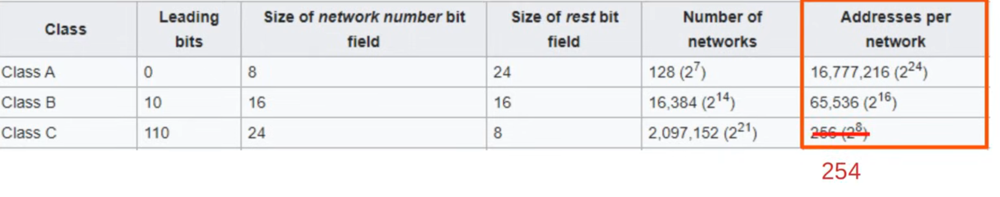 Class | Leading bits | Size of network number bit field | Size of rest bit field | Number of networks | Addresses per network
Class A | 0 | 8 | 24 | 128 (2^7) | 16,777,216 (2^24)
Class B | 10 | 16 | 16 | 16,384 (2^14) | 65,536 (2^16)
Class C | 110 | 24 | 8 | 2,097,152 (2^21) | 256 (2^8)
254